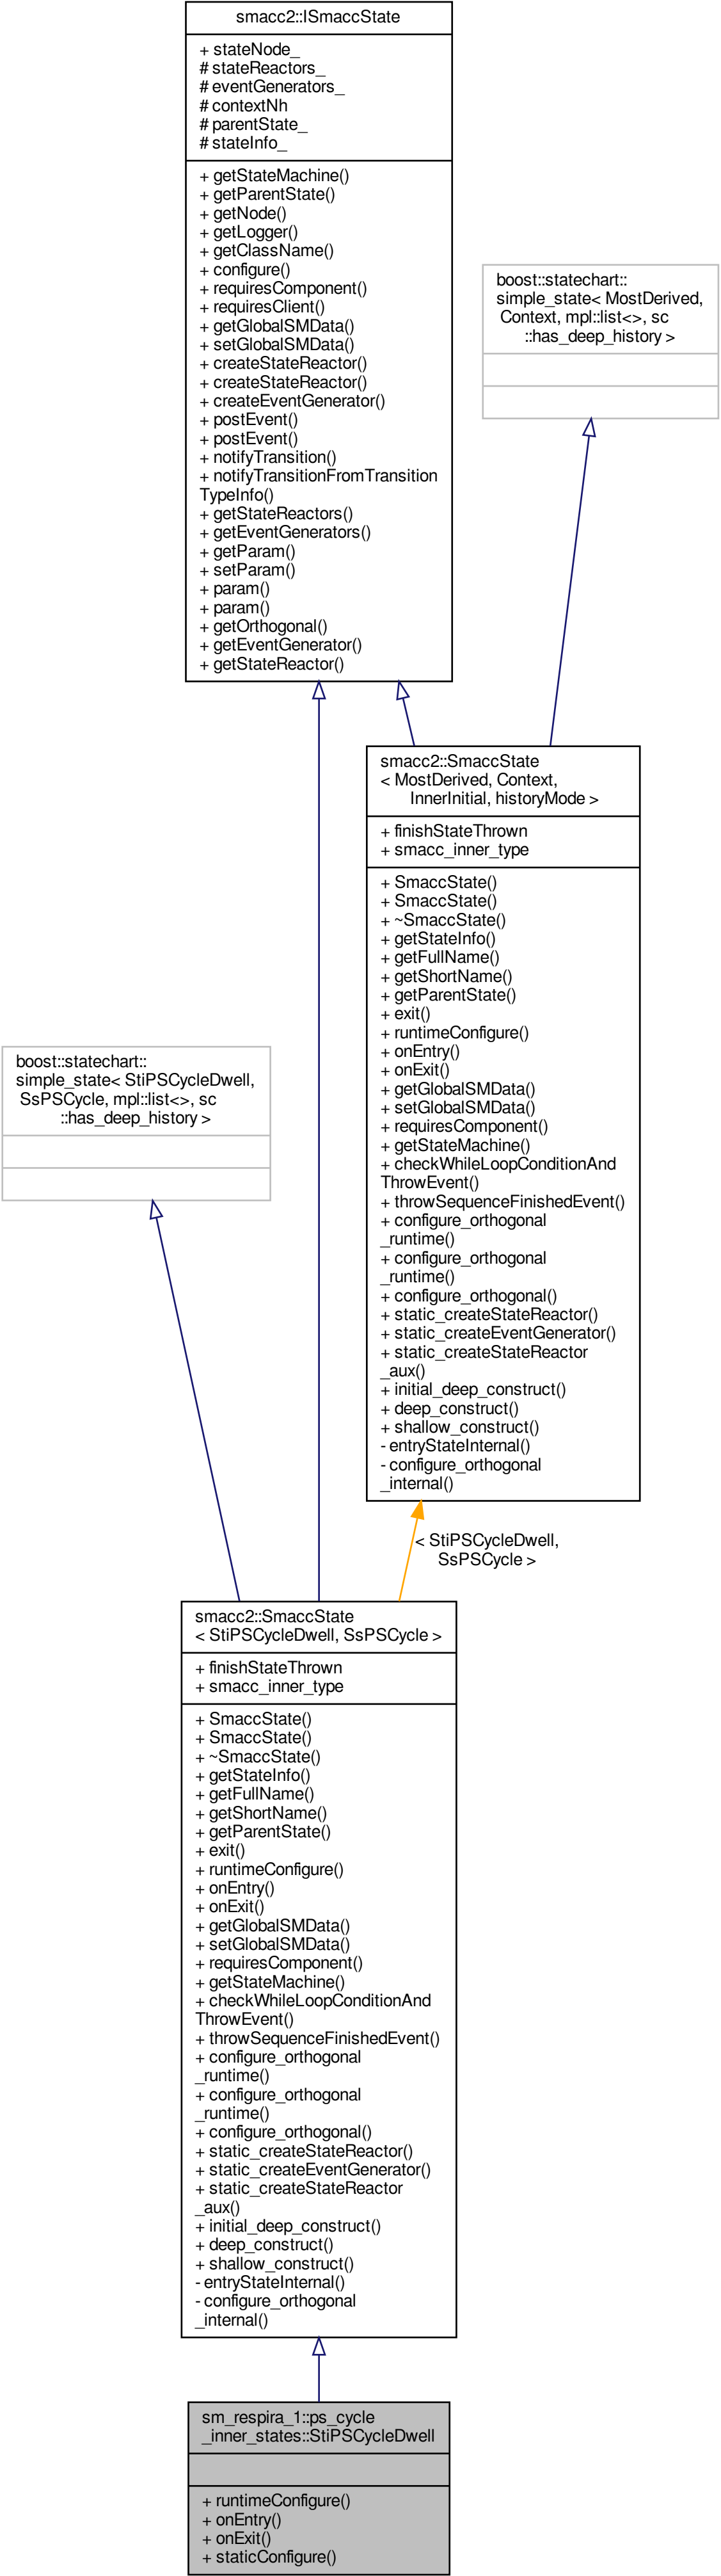 smacc2::ISmaccState
+ stateNode_
# stateReactors_
# eventGenerators_
# contextNh
# parentState_
# stateInfo_
+ getStateMachine()
+ getParentState()
+ getNode()
+ getLogger()
+ getClassName()
+ configure()
+ requiresComponent()
+ requiresClient()
+ getGlobalSMData()
+ setGlobalSMData()
+ createStateReactor()
+ createStateReactor()
+ createEventGenerator()
+ postEvent()
+ postEvent()
+ notifyTransition()
+ notifyTransitionFromTransition
TypeInfo()
+ getStateReactors()
+ getEventGenerators()
+ getParam()
+ setParam()
+ param()
+ param()
+ getOrthogonal()
+ getEventGenerator()
+ getStateReactor()
boost::statechart::
simple_state< MostDerived,
Context, mpl::list<>, sc
::has_deep_history >
smacc2::SmaccState
< MostDerived, Context,
InnerInitial, historyMode >
+ finishStateThrown
+ smacc_inner_type
+ SmaccState()
+ SmaccState()
+ ~SmaccState()
+ getStateInfo()
+ getFullName()
+ getShortName()
+ getParentState()
+ exit()
+ runtimeConfigure()
+ onEntry()
+ onExit()
+ getGlobalSMData()
+ setGlobalSMData()
+ requiresComponent()
+ getStateMachine()
+ checkWhileLoopConditionAnd
ThrowEvent()
+ throwSequenceFinishedEvent()
+ configure_orthogonal
_runtime()
+ configure_orthogonal
_runtime()
+ configure_orthogonal()
+ static_createStateReactor()
+ static_createEventGenerator()
+ static_createStateReactor
_aux()
+ initial_deep_construct()
+ deep_construct()
+ shallow_construct()
- entryStateInternal()
- configure_orthogonal
_internal()
boost::statechart::
simple_state< StiPSCycleDwell,
SsPSCycle, mpl::list<>, sc
::has_deep_history >
< StiPSCycleDwell,
SsPSCycle >
smacc2::SmaccState
< StiPSCycleDwell, SsPSCycle >
+ finishStateThrown
+ smacc_inner_type
+ SmaccState()
+ SmaccState()
+ ~SmaccState()
+ getStateInfo()
+ getFullName()
+ getShortName()
+ getParentState()
+ exit()
+ runtimeConfigure()
+ onEntry()
+ onExit()
+ getGlobalSMData()
+ setGlobalSMData()
+ requiresComponent()
+ getStateMachine()
+ checkWhileLoopConditionAnd
ThrowEvent()
+ throwSequenceFinishedEvent()
+ configure_orthogonal
_runtime()
+ configure_orthogonal
_runtime()
+ configure_orthogonal()
+ static_createStateReactor()
+ static_createEventGenerator()
+ static_createStateReactor
_aux()
+ initial_deep_construct()
+ deep_construct()
+ shallow_construct()
- entryStateInternal()
- configure_orthogonal
_internal()
sm_respira_1::ps_cycle
_inner_states::StiPSCycleDwell
+ runtimeConfigure()
+ onEntry()
+ onExit()
+ staticConfigure()